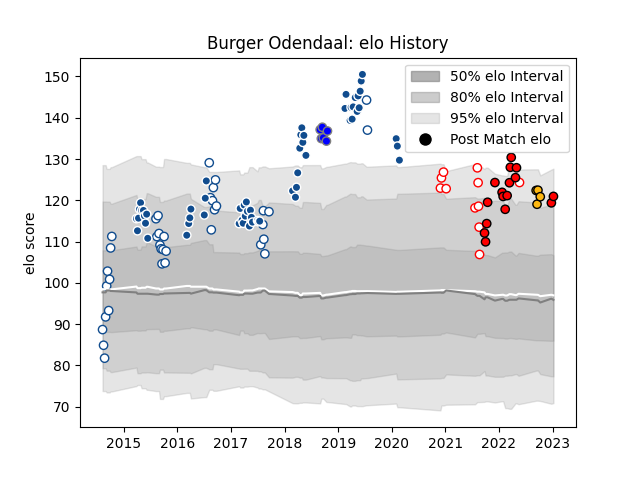 Burger Odendaal: elo History
50% elo Interval
80% elo Interval
95% elo Interval
Post Match elo
elo score
150
140
130
120
110
100
90
80
70
2015 2016 2017 2018 2019 2020 2021 2022 2023